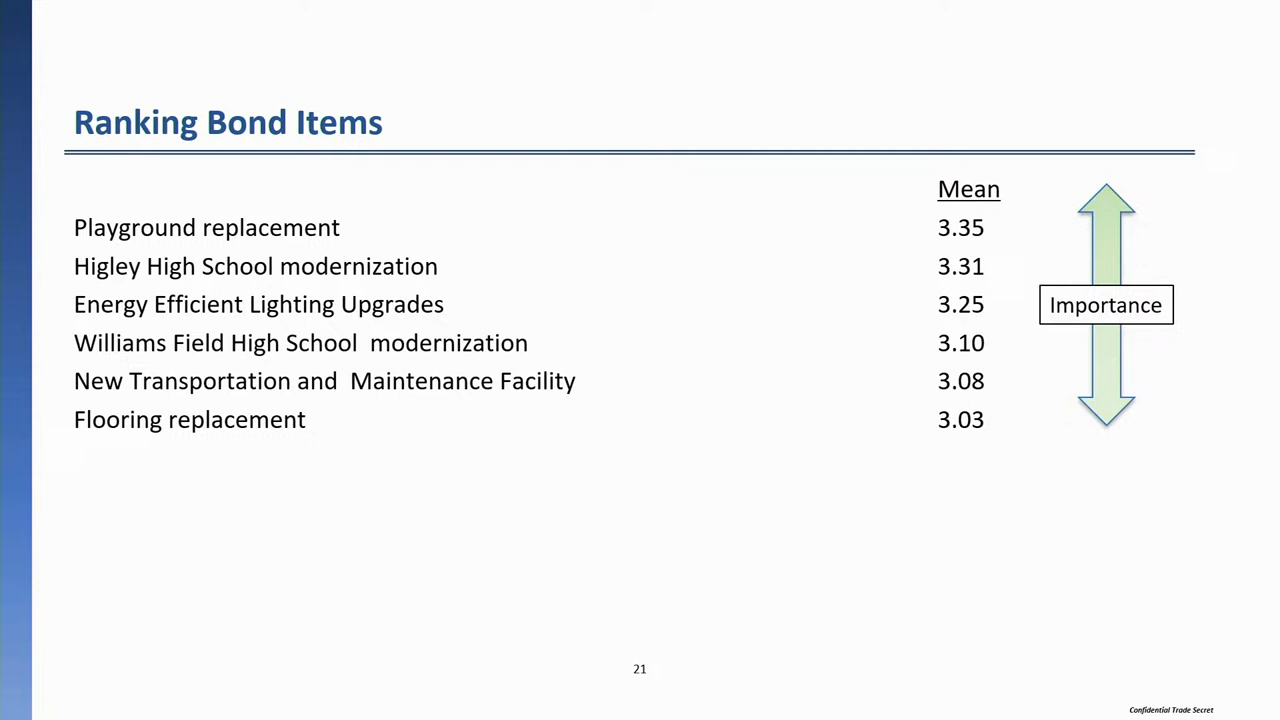 Ranking Bond Items
Mean
Playground replacement 3.35
Higley High School modernization 3.31
Energy Efficient Lighting Upgrades 3.25
Importance
Williams Field High School  modernization 3.10
New Transportation and  Maintenance Facility 3.08
Flooring replacement 3.03
21
Confidential Trade Secret